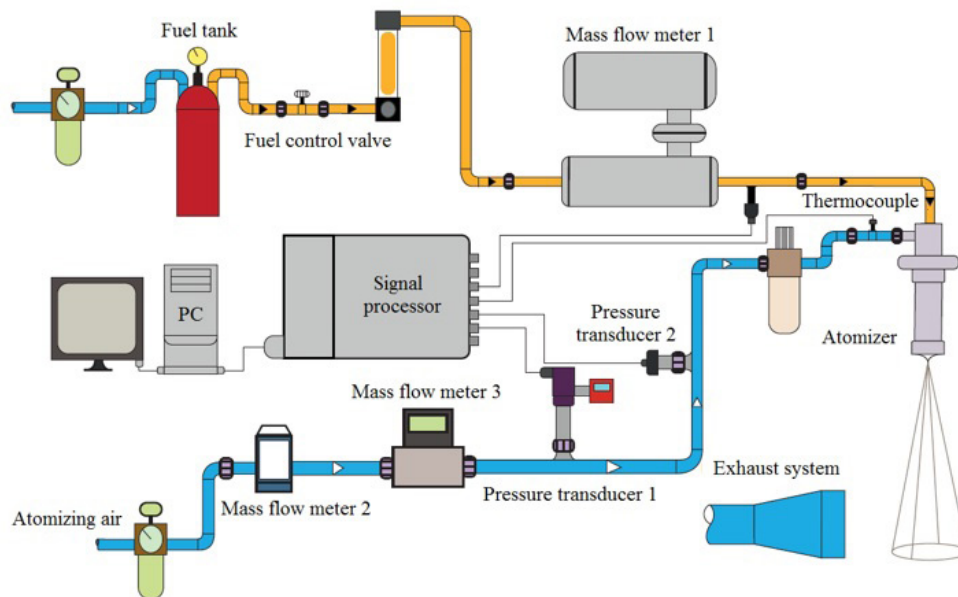 Fuel tank
Mass flow meter 1
Fuel control valve
Thermocouple
Signal
processor
PC
Pressure
transducer 2
Atomizer
Mass flow meter 3
Exhaust system
Pressure transducer 1
Mass flow meter 2
Atomizing air